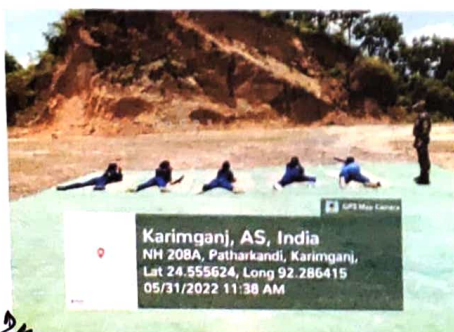 GPS Map Camera
Karimganj, AS, India
NH 208A, Patharkandi, Karimganj,
Lat 24.555624, Long 92.286415
05/31/2022 11:38 AM